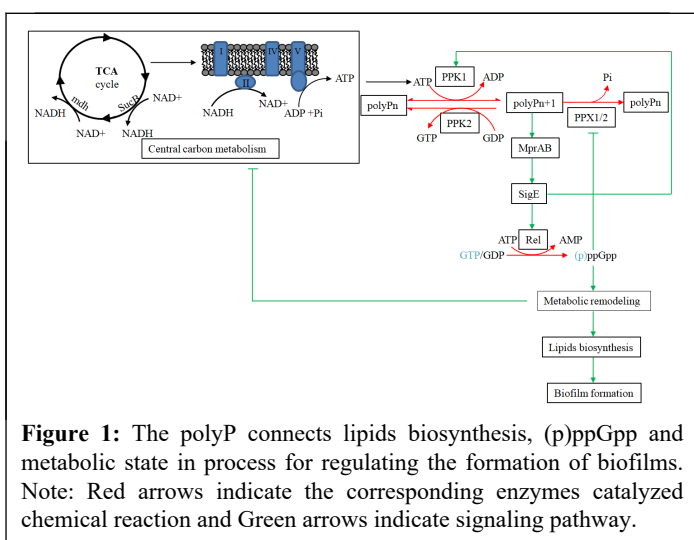 TCA
cycle
mdh
SucB
NADH
NAD+
NAD+
NADH
I
II
IV
V
NADH
NAD+
ADP +Pi
ATP
Central carbon metabolism
ATP
PPK1
ADP
polyPn
polyPn+1
Pi
polyPn
PPX1/2
PPK2
GTP
GDP
MprAB
SigE
Rel
ATP
AMP
GTP/GDP
(p)ppGpp
Metabolic remodeling
Lipids biosynthesis
Biofilm formation
Figure 1: The polyP connects lipids biosynthesis, (p)ppGpp and
metabolic state in process for regulating the formation of biofilms.
Note: Red arrows indicate the corresponding enzymes catalyzed
chemical reaction and Green arrows indicate signaling pathway.